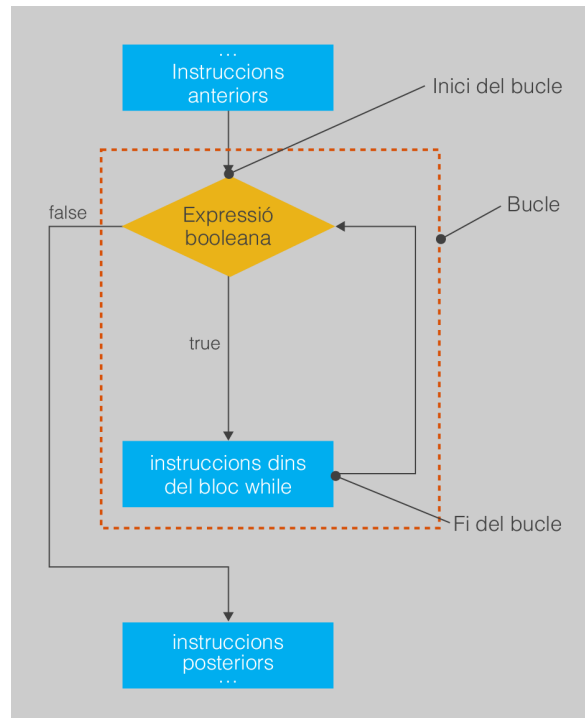 ...
Instruccions
anteriors
Inici del bucle
Bucle
false
Expressió
booleana
true
instruccions dins
del bloc while
Fi del bucle
instruccions
posteriors
...